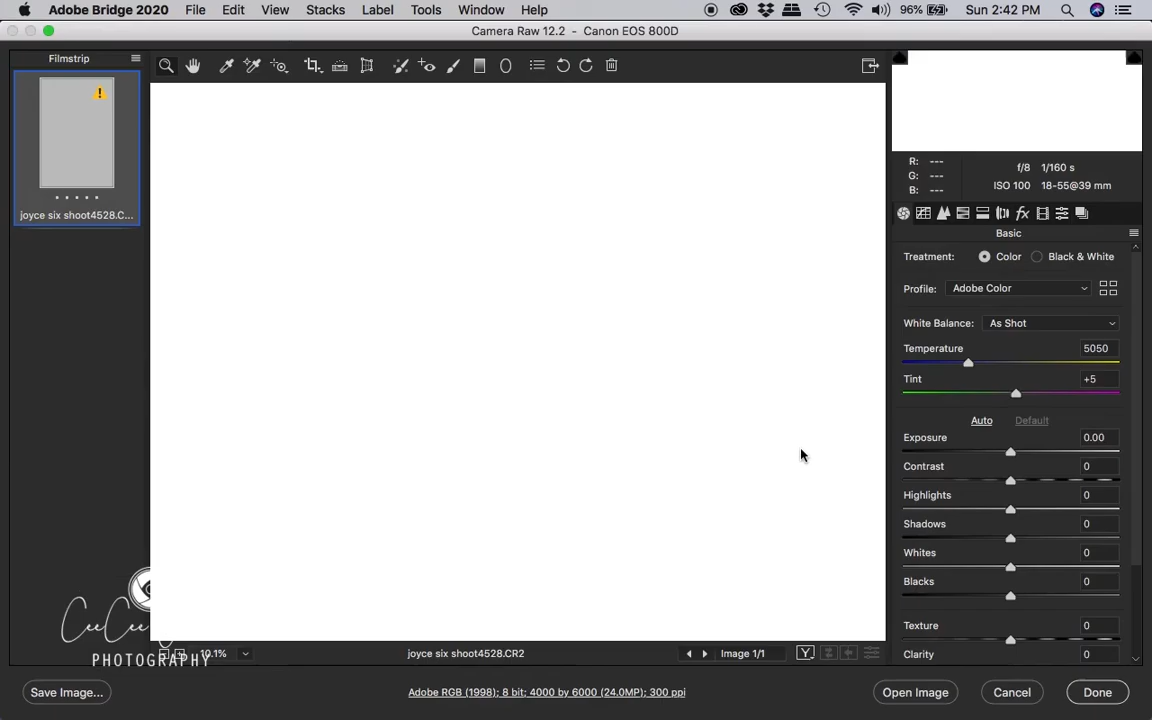 Adobe Bridge 2020 File Edit View Stacks Label Tools Window Help 96% Sun 2:42 PM
Camera Raw 12.2 - Canon EOS 800D
Filmstrip
joyce six shoot4528.C...
R: ---
G: ---
B: ---
f/8 1/160 s
ISO 100 18-55@39 mm
Basic
Treatment: Color Black & White
Profile: Adobe Color
White Balance: As Shot
Temperature 5050
Tint +5
Auto Default
Exposure 0.00
Contrast 0
Highlights 0
Shadows 0
Whites 0
Blacks 0
Texture 0
Clarity 0
CeeCee
PHOTOGRAPHY
10.1% joyce six shoot4528.CR2 Image 1/1 Y
Save Image... Adobe RGB (1998); 8 bit; 4000 by 6000 (24.0MP); 300 ppi Open Image Cancel Done